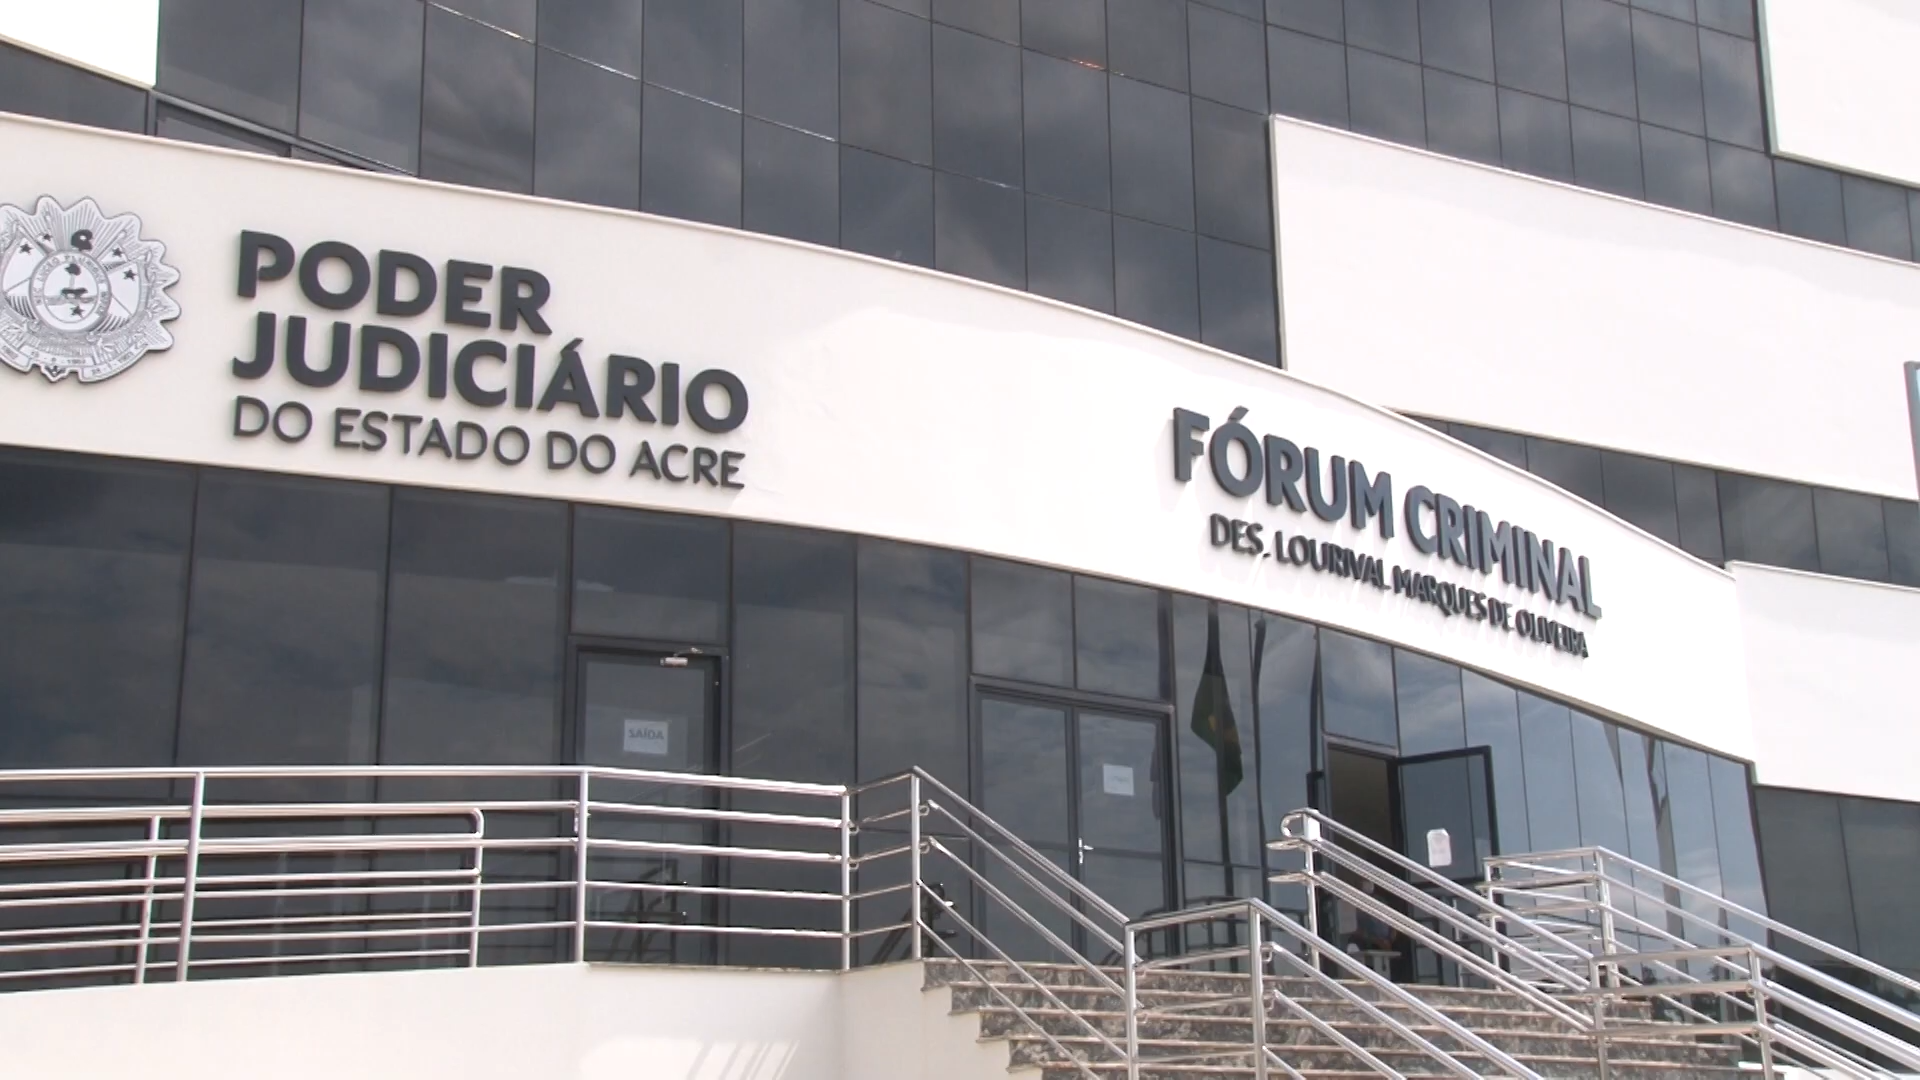 PODER
JUDICIÁRIO
DO ESTADO DO ACRE
FÓRUM CRIMINAL
DES. LOURIVAL MARQUES DE OLIVEIRA
SAÍDA